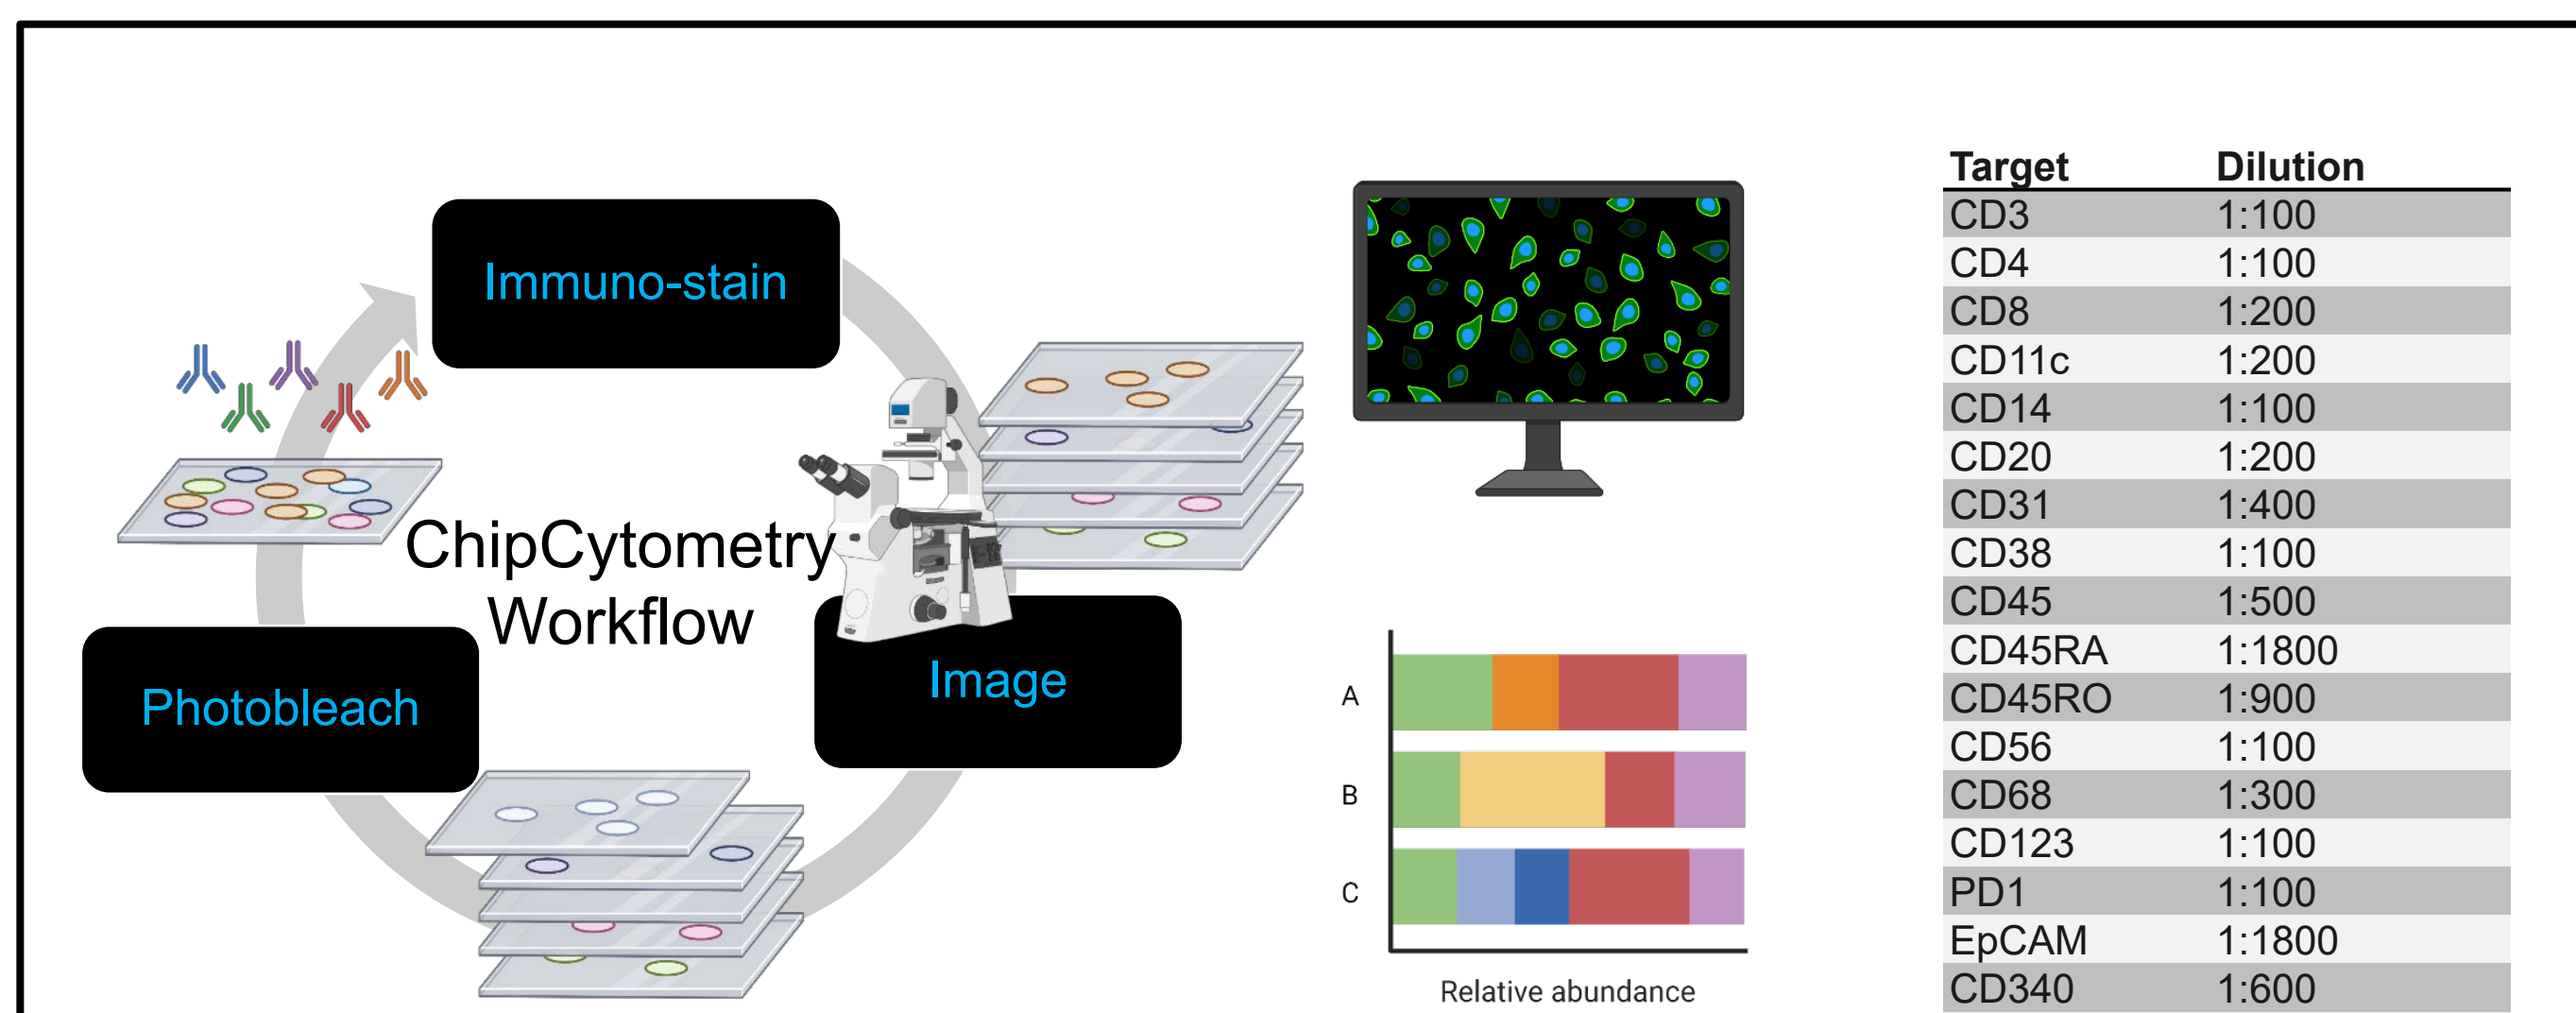 Immuno-stain
ChipCytometry
Workflow
Photobleach
Image
A
B
C
Relative abundance
Target Dilution
CD3 1:100
CD4 1:100
CD8 1:200
CD11c 1:200
CD14 1:100
CD20 1:200
CD31 1:400
CD38 1:100
CD45 1:500
CD45RA 1:1800
CD45RO 1:900
CD56 1:100
CD68 1:300
CD123 1:100
PD1 1:100
EpCAM 1:1800
CD340 1:600